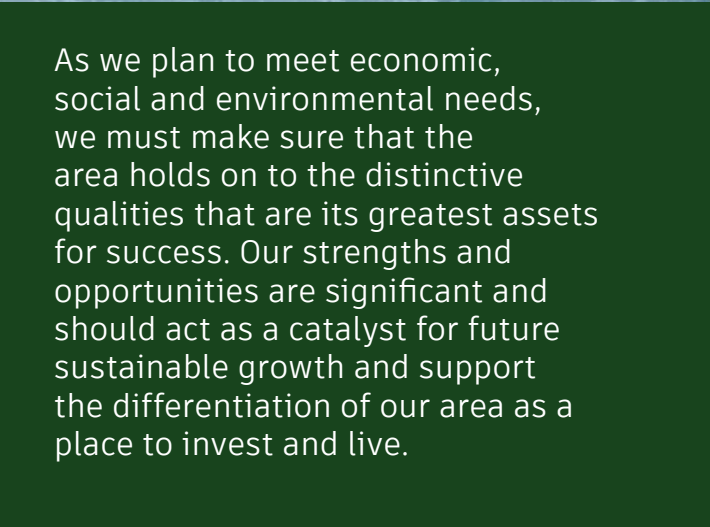 As we plan to meet economic,
social and environmental needs,
we must make sure that the
area holds on to the distinctive
qualities that are its greatest assets
for success. Our strengths and
opportunities are significant and
should act as a catalyst for future
sustainable growth and support
the differentiation of our area as a
place to invest and live.